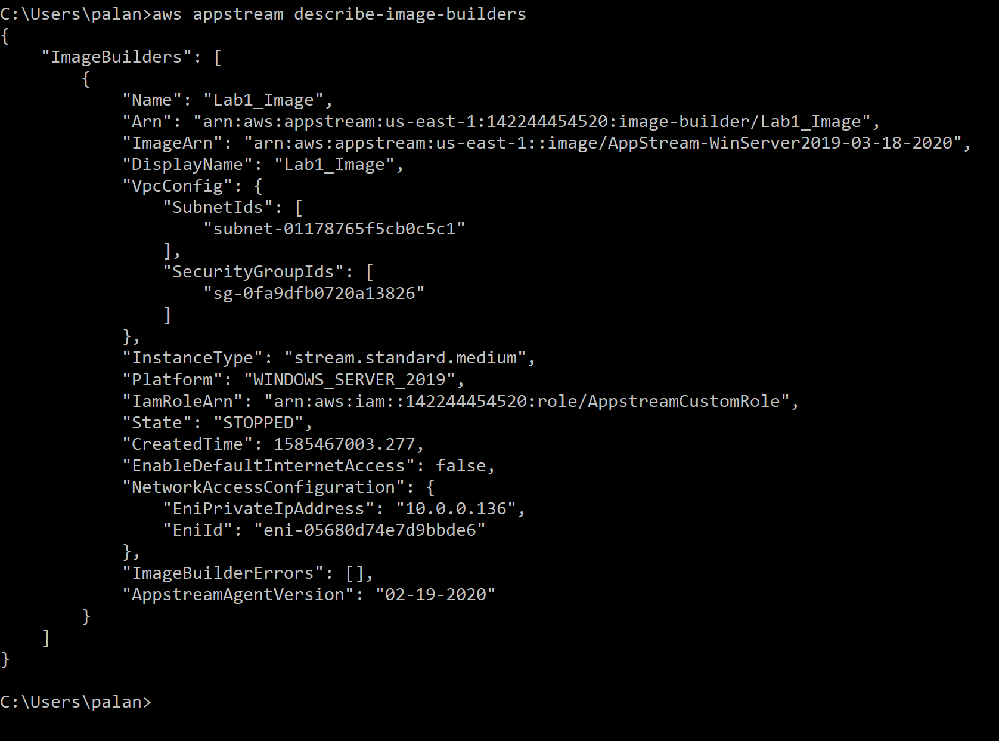 C:\Users\palan>aws appstream describe-image-builders
{
    "ImageBuilders": [
        {
            "Name": "Lab1_Image",
            "Arn": "arn:aws:appstream:us-east-1:142244454520:image-builder/Lab1_Image",
            "ImageArn": "arn:aws:appstream:us-east-1::image/AppStream-WinServer2019-03-18-2020",
            "DisplayName": "Lab1_Image",
            "VpcConfig": {
                "SubnetIds": [
                    "subnet-01178765f5cb0c5c1"
                ],
                "SecurityGroupIds": [
                    "sg-0fa9dfb0720a13826"
                ]
            },
            "InstanceType": "stream.standard.medium",
            "Platform": "WINDOWS_SERVER_2019",
            "IamRoleArn": "arn:aws:iam::142244454520:role/AppstreamCustomRole",
            "State": "STOPPED",
            "CreatedTime": 1585467003.277,
            "EnableDefaultInternetAccess": false,
            "NetworkAccessConfiguration": {
                "EniPrivateIpAddress": "10.0.0.136",
                "EniId": "eni-05680d74e7d9bbde6"
            },
            "ImageBuilderErrors": [],
            "AppstreamAgentVersion": "02-19-2020"
        }
    ]
}

C:\Users\palan>